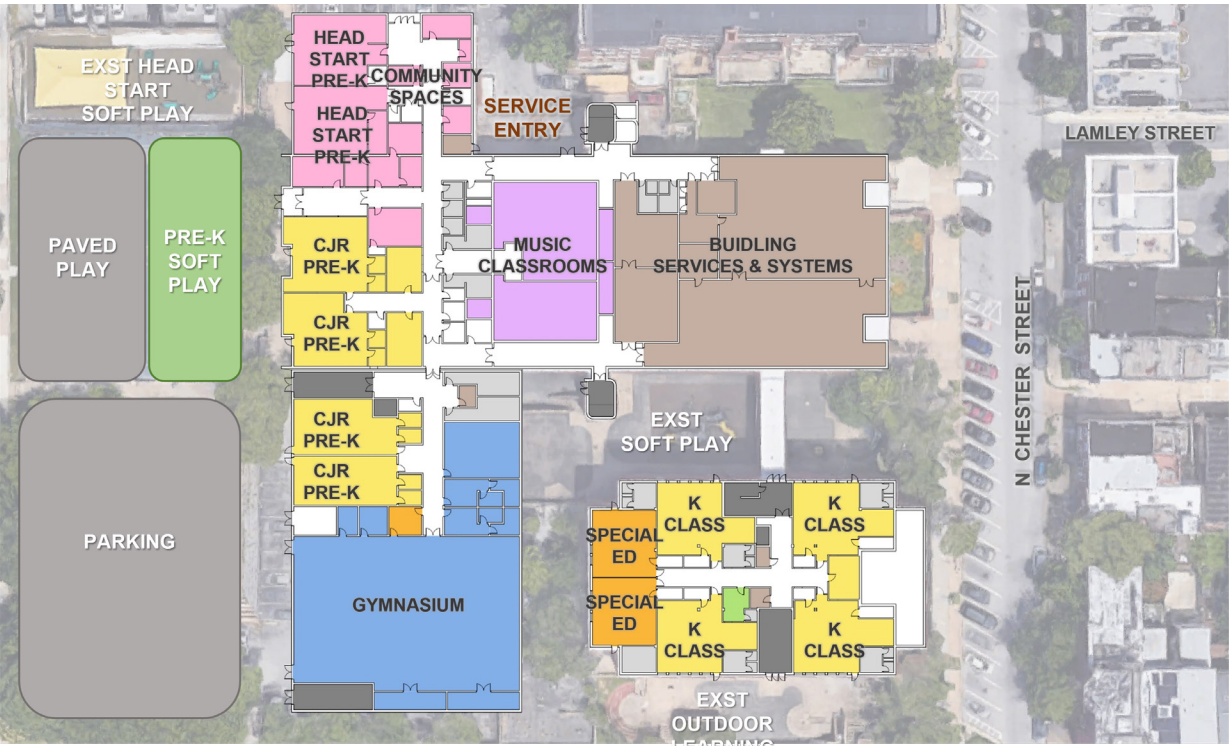 EXST HEAD
START
SOFT PLAY
HEAD
START
PRE-K
COMMUNITY
SPACES
HEAD
START
PRE-K
SERVICE
ENTRY
LAMLEY STREET
PAVED
PLAY
PRE-K
SOFT
PLAY
CJR
PRE-K
MUSIC
CLASSROOMS
BUIDLING
SERVICES & SYSTEMS
CJR
PRE-K
N CHESTER STREET
CJR
PRE-K
EXST
SOFT PLAY
CJR
PRE-K
K
CLASS
K
CLASS
PARKING
SPECIAL
ED
GYMNASIUM
SPECIAL
ED
K
CLASS
K
CLASS
EXST
OUTDOOR
LEARNING